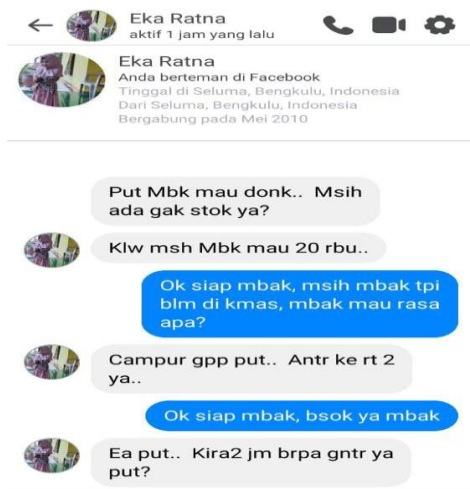 Eka Ratna
aktif 1 jam yang lalu
Eka Ratna
Anda berteman di Facebook
Tinggal di Seluma, Bengkulu, Indonesia
Dari Seluma, Bengkulu, Indonesia
Bergabung pada Mei 2010
Put Mbk mau donk.. Msih
ada gak stok ya?
Klw msh Mbk mau 20 rbu..
Ok siap mbak, msih mbak tpi
blm di kmas, mbak mau rasa
apa?
Campur gpp put.. Antr ke rt 2
ya..
Ok siap mbak, bsok ya mbak
Ea put.. Kira2 jm brpa gntr ya
put?